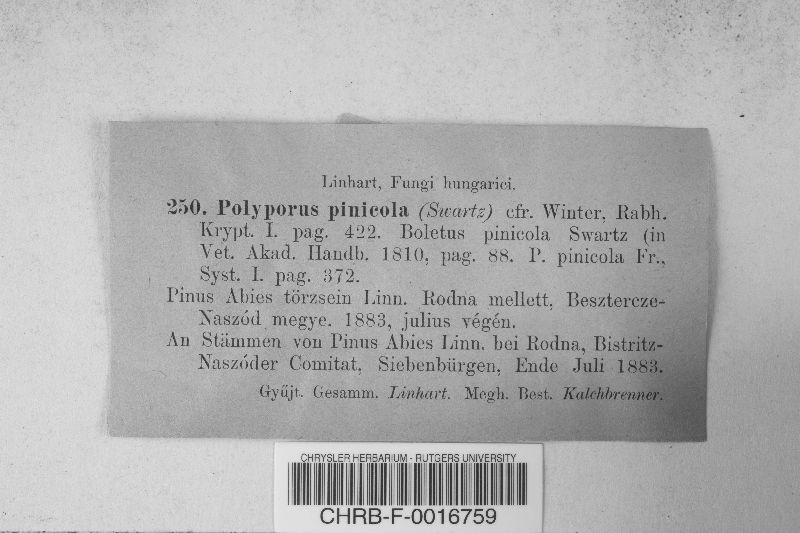 Linhart, Fungi hungarici.
250. Polyporus pinicola (Swartz) cfr. Winter, Rabh.
Krypt. I. pag. 422. Boletus pinicola Swartz (in
Vet. Akad. Handb. 1810, pag. 88. P. pinicola Fr.,
Syst. I. pag. 372.
Pinus Abies törzsein Linn. Rodna mellett, Besztercze-
Naszód megye. 1883, julius végén.
An Stämmen von Pinus Abies Linn. bei Rodna, Bistritz-
Naszóder Comitat, Siebenbürgen, Ende Juli 1883.
Gyűjt. Gesamm. Linhart. Megh. Best. Kalchbrenner.
CHRYSLER HERBARIUM - RUTGERS UNIVERSITY
CHRB-F-0016759